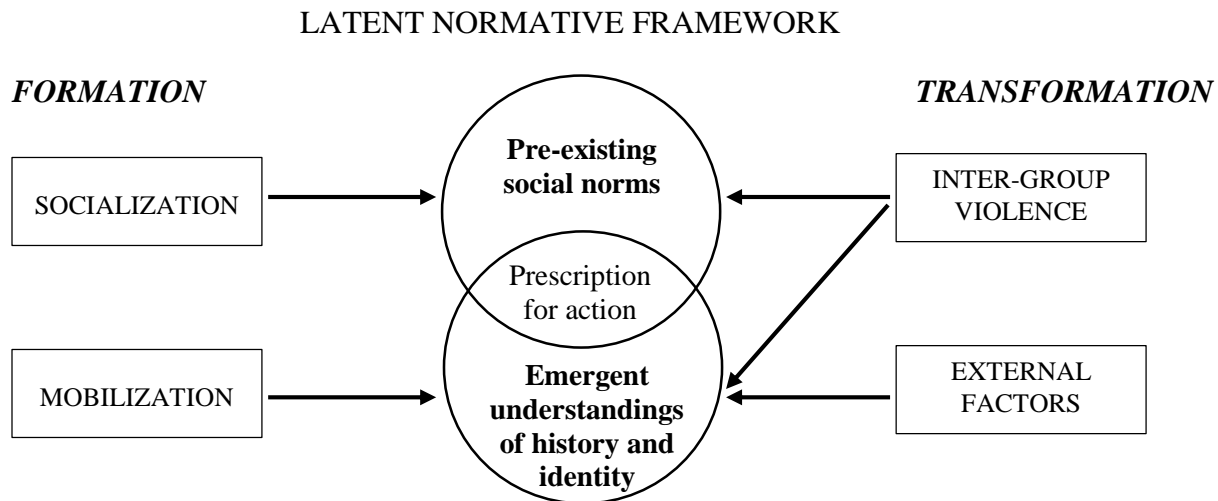 LATENT NORMATIVE FRAMEWORK
FORMATION
TRANSFORMATION
SOCIALIZATION
Pre-existing
social norms
INTER-GROUP
VIOLENCE
Prescription
for action
MOBILIZATION
Emergent
understandings
of history and
identity
EXTERNAL
FACTORS